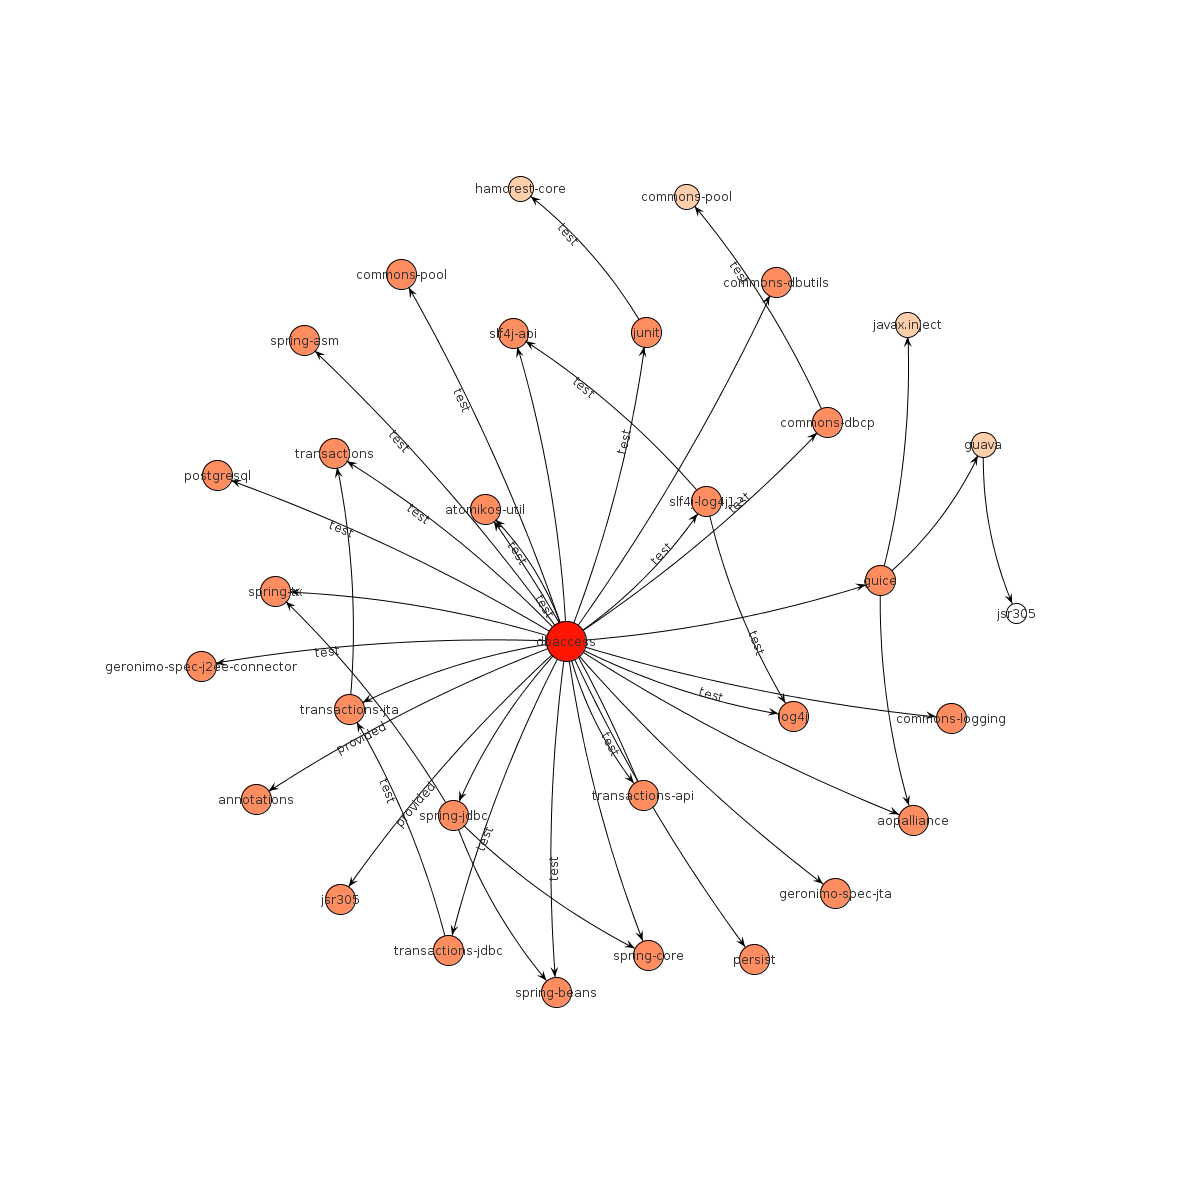 hamcrest-core
commons-pool
test
test
commons-pool
commons-dbutils
javax.inject
spring-asm
slf4j-api
junit
test
test
commons-dbcp
test
test
guava
transactions
postgresql
atomikos-util
slf4j-log4j12
test
test
test
test
test
guice
spring-tx
test
jsr305
dbaccess
test
test
geronimo-spec-j2ee-connector
test
transactions-jta
log4j
commons-logging
provided
test
test
transactions-api
annotations
provided
spring-jdbc
aopalliance
test
test
jsr305
geronimo-spec-jta
transactions-jdbc
spring-core
persist
spring-beans